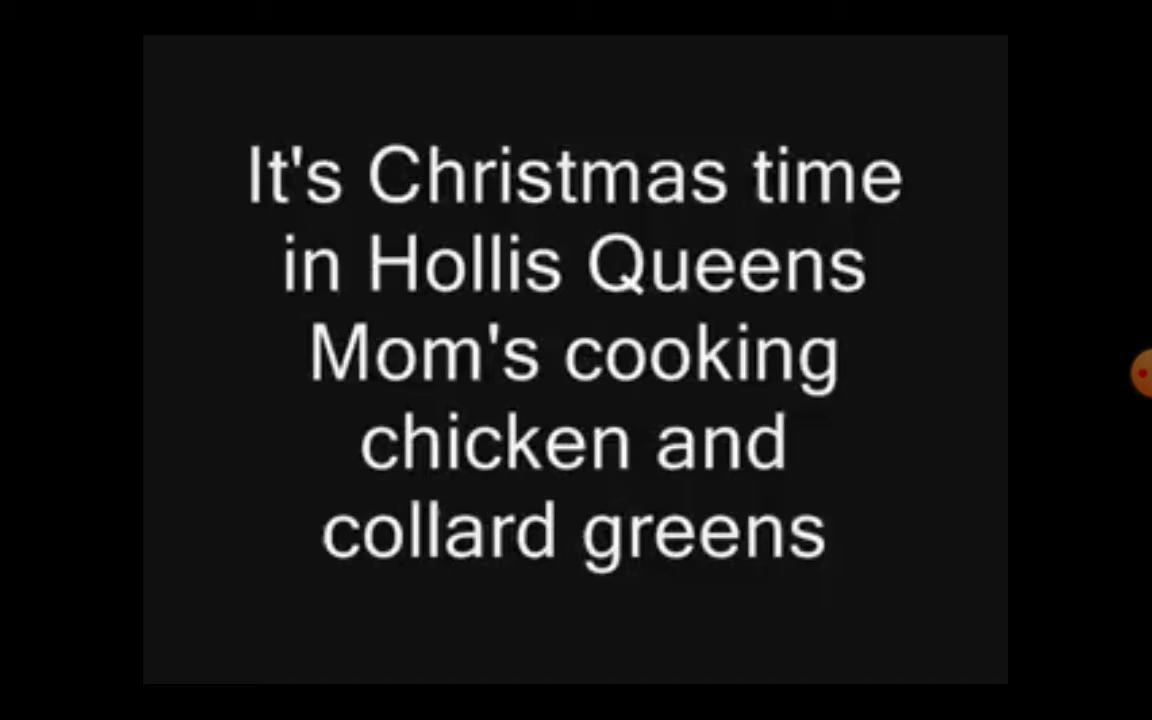 It's Christmas time
in Hollis Queens
Mom's cooking
chicken and
collard greens